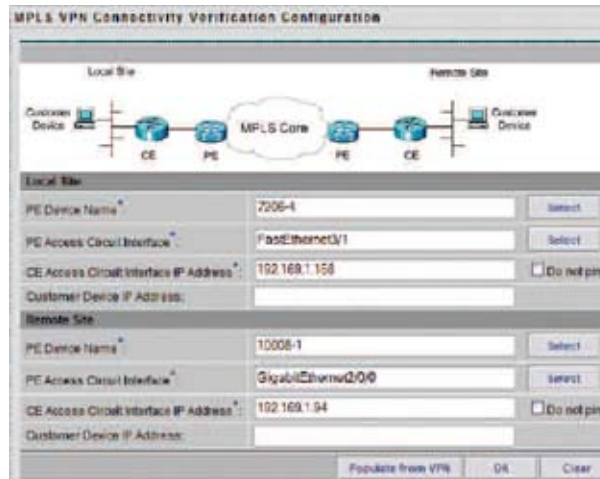 MPLS VPN Connectivity Verification Configuration
Local Site
Remote Site
Customer Device
MPLS Core
Customer Device
CE
PE
PE
CE
Local Site
PE Device Name*: 7206-4 Select
PE Access Circuit Interface*: FastEthernet3/1 Select
CE Access Circuit Interface IP Address*: 192.169.1.158 Do not pin
Customer Device IP Address:
Remote Site
PE Device Name*: 10008-1 Select
PE Access Circuit Interface*: GigabitEthernet2/0/0 Select
CE Access Circuit Interface IP Address*: 192.169.1.94 Do not pin
Customer Device IP Address:
Populate from VPN OK Clear